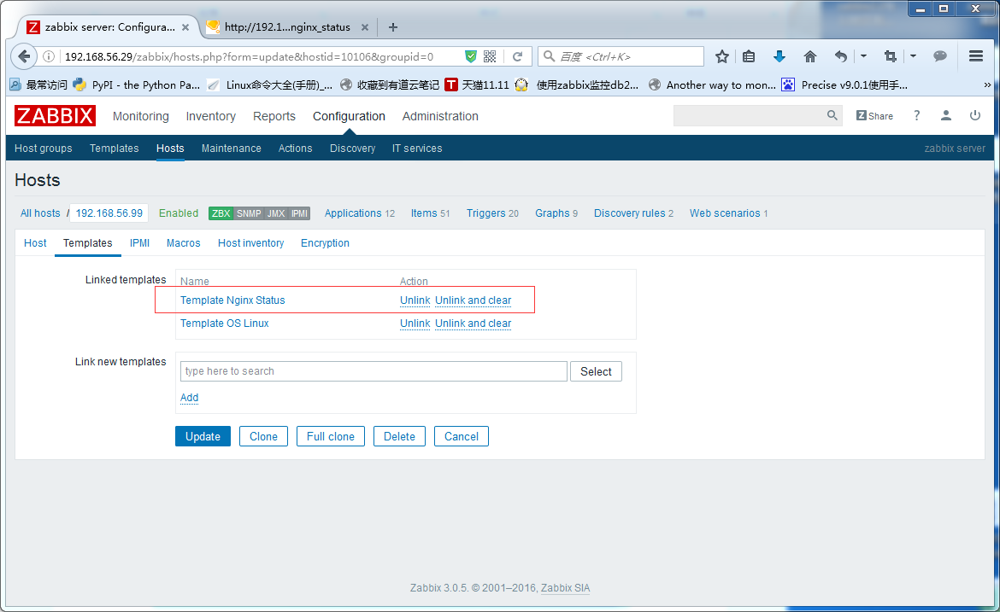 zabbix server: Configura...
http://192.1...nginx_status
192.168.56.29/zabbix/hosts.php?form=update&hostid=10106&groupid=0
百度 <Ctrl+K>
最常访问 PyPI - the Python Pa... Linux命令大全(手册)_... 收藏到有道云笔记 T 天猫11.11 使用zabbix监控db2... Another way to mon... Precise v9.0.1使用手...
ZABBIX Monitoring Inventory Reports Configuration Administration Z Share ?
Host groups Templates Hosts Maintenance Actions Discovery IT services zabbix server
Hosts
All hosts / 192.168.56.99 Enabled ZBX SNMP JMX IPMI Applications 12 Items 51 Triggers 20 Graphs 9 Discovery rules 2 Web scenarios 1
Host Templates IPMI Macros Host inventory Encryption
Linked templates Name Action
Template Nginx Status Unlink Unlink and clear
Template OS Linux Unlink Unlink and clear
Link new templates type here to search Select
Add
Update Clone Full clone Delete Cancel
Zabbix 3.0.5. © 2001–2016, Zabbix SIA